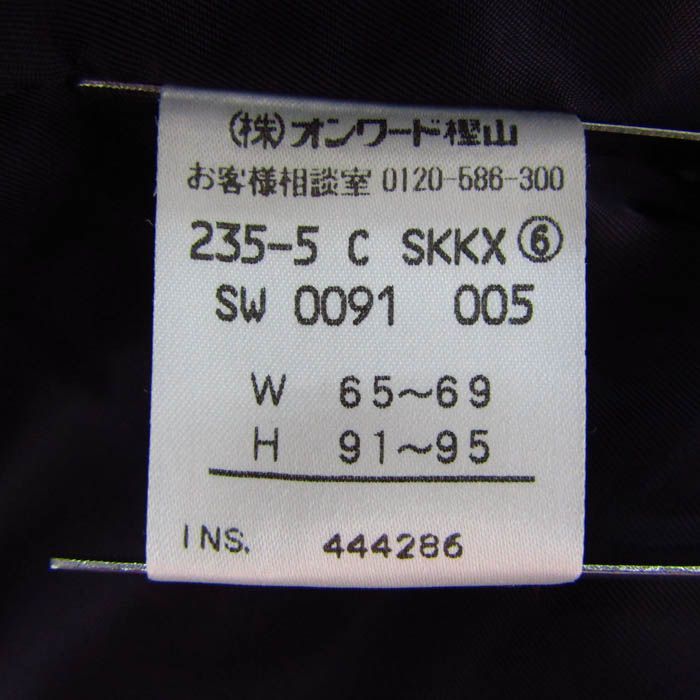 (株)オンワード樫山
お客様相談室 0120-586-300
235-5 C SKKX ⑥
SW 0091 005
W 65~69
H 91~95
INS. 444286